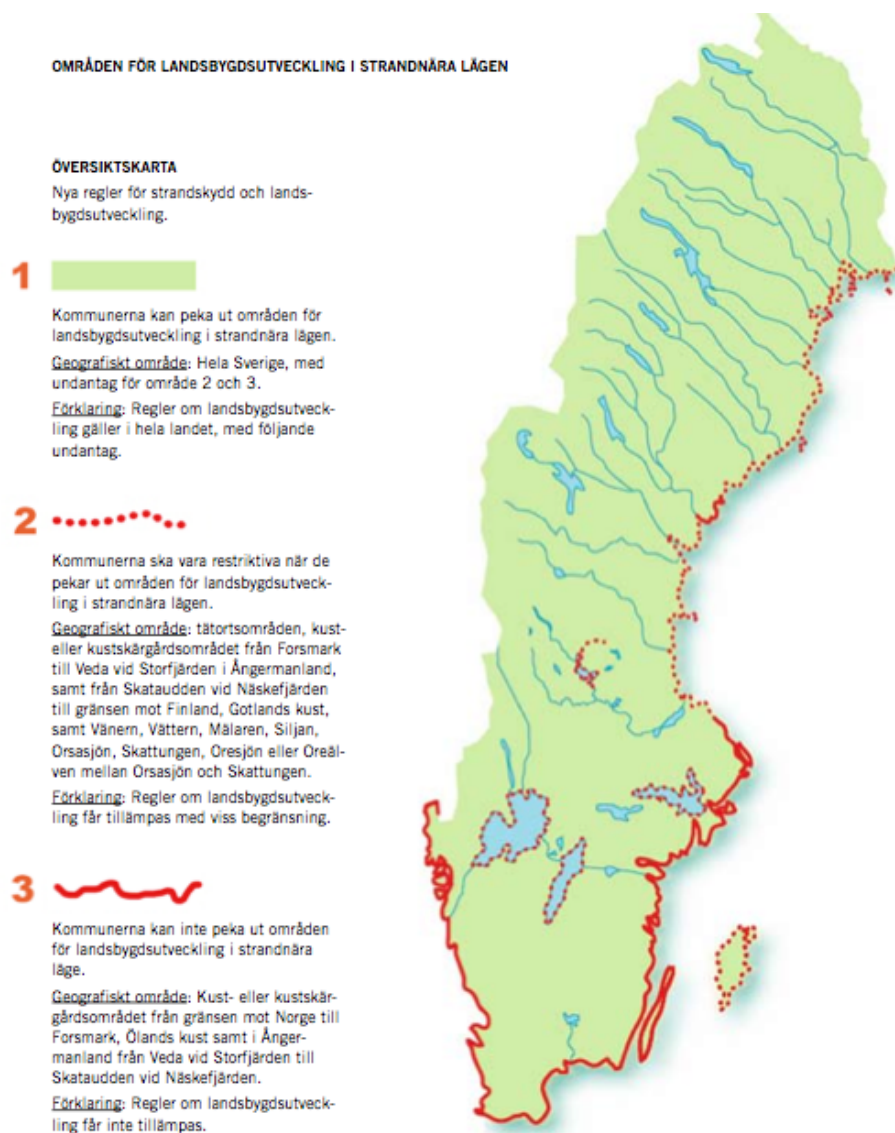 OMRÅDEN FÖR LANDSBYGDSUTVECKLING I STRANDNÄRA LÄGEN
ÖVERSIKTSKARTA
Nya regler för strandskydd och lands-
bygdsutveckling.
1
Kommunerna kan peka ut områden för
landsbygdsutveckling i strandnära lägen.
Geografiskt område: Hela Sverige, med
undantag för område 2 och 3.
Förklaring: Regler om landsbygdsutveck-
ling gäller i hela landet, med följande
undantag.
2
Kommunerna ska vara restriktiva när de
pekar ut områden för landsbygdsutveck-
ling i strandnära lägen.
Geografiskt område: tätortsområden, kust-
eller kustskärgårdsområdet från Forsmark
till Veda vid Storfjärden i Ångermanland,
samt från Skataudden vid Näskefjärden
till gränsen mot Finland, Gotlands kust,
samt Vänern, Vättern, Mälaren, Siljan,
Orsasjön, Skattungen, Oresjön eller Oreäl-
ven mellan Orsasjön och Skattungen.
Förklaring: Regler om landsbygdsutveck-
ling får tillämpas med viss begränsning.
3
Kommunerna kan inte peka ut områden
för landsbygdsutveckling i strandnära
läge.
Geografiskt område: Kust- eller kustskär-
gårdsområdet från gränsen mot Norge till
Forsmark, Ölands kust samt i Ånger-
manland från Veda vid Storfjärden till
Skataudden vid Näskefjärden.
Förklaring: Regler om landsbygdsutveck-
ling får inte tillämpas.